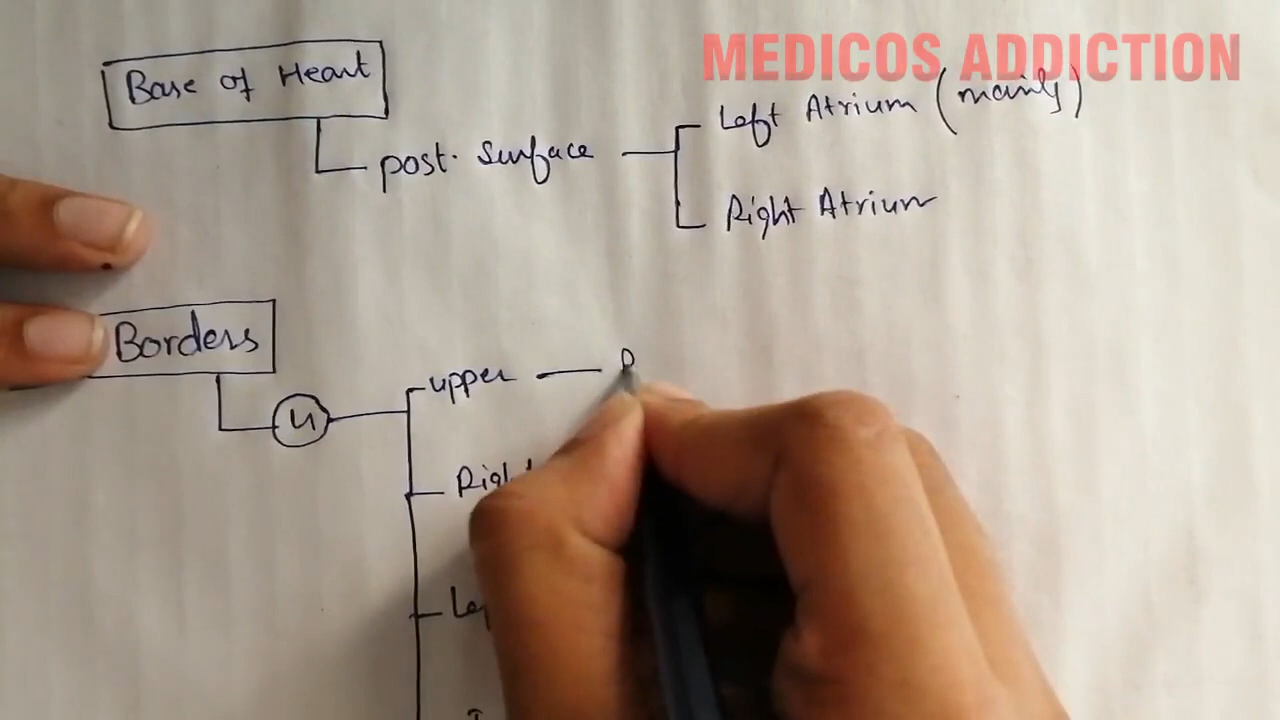 MEDICOS ADDICTION
Base of Heart
post. Surface
Left Atrium (mainly)
Right Atrium
Borders
4
upper